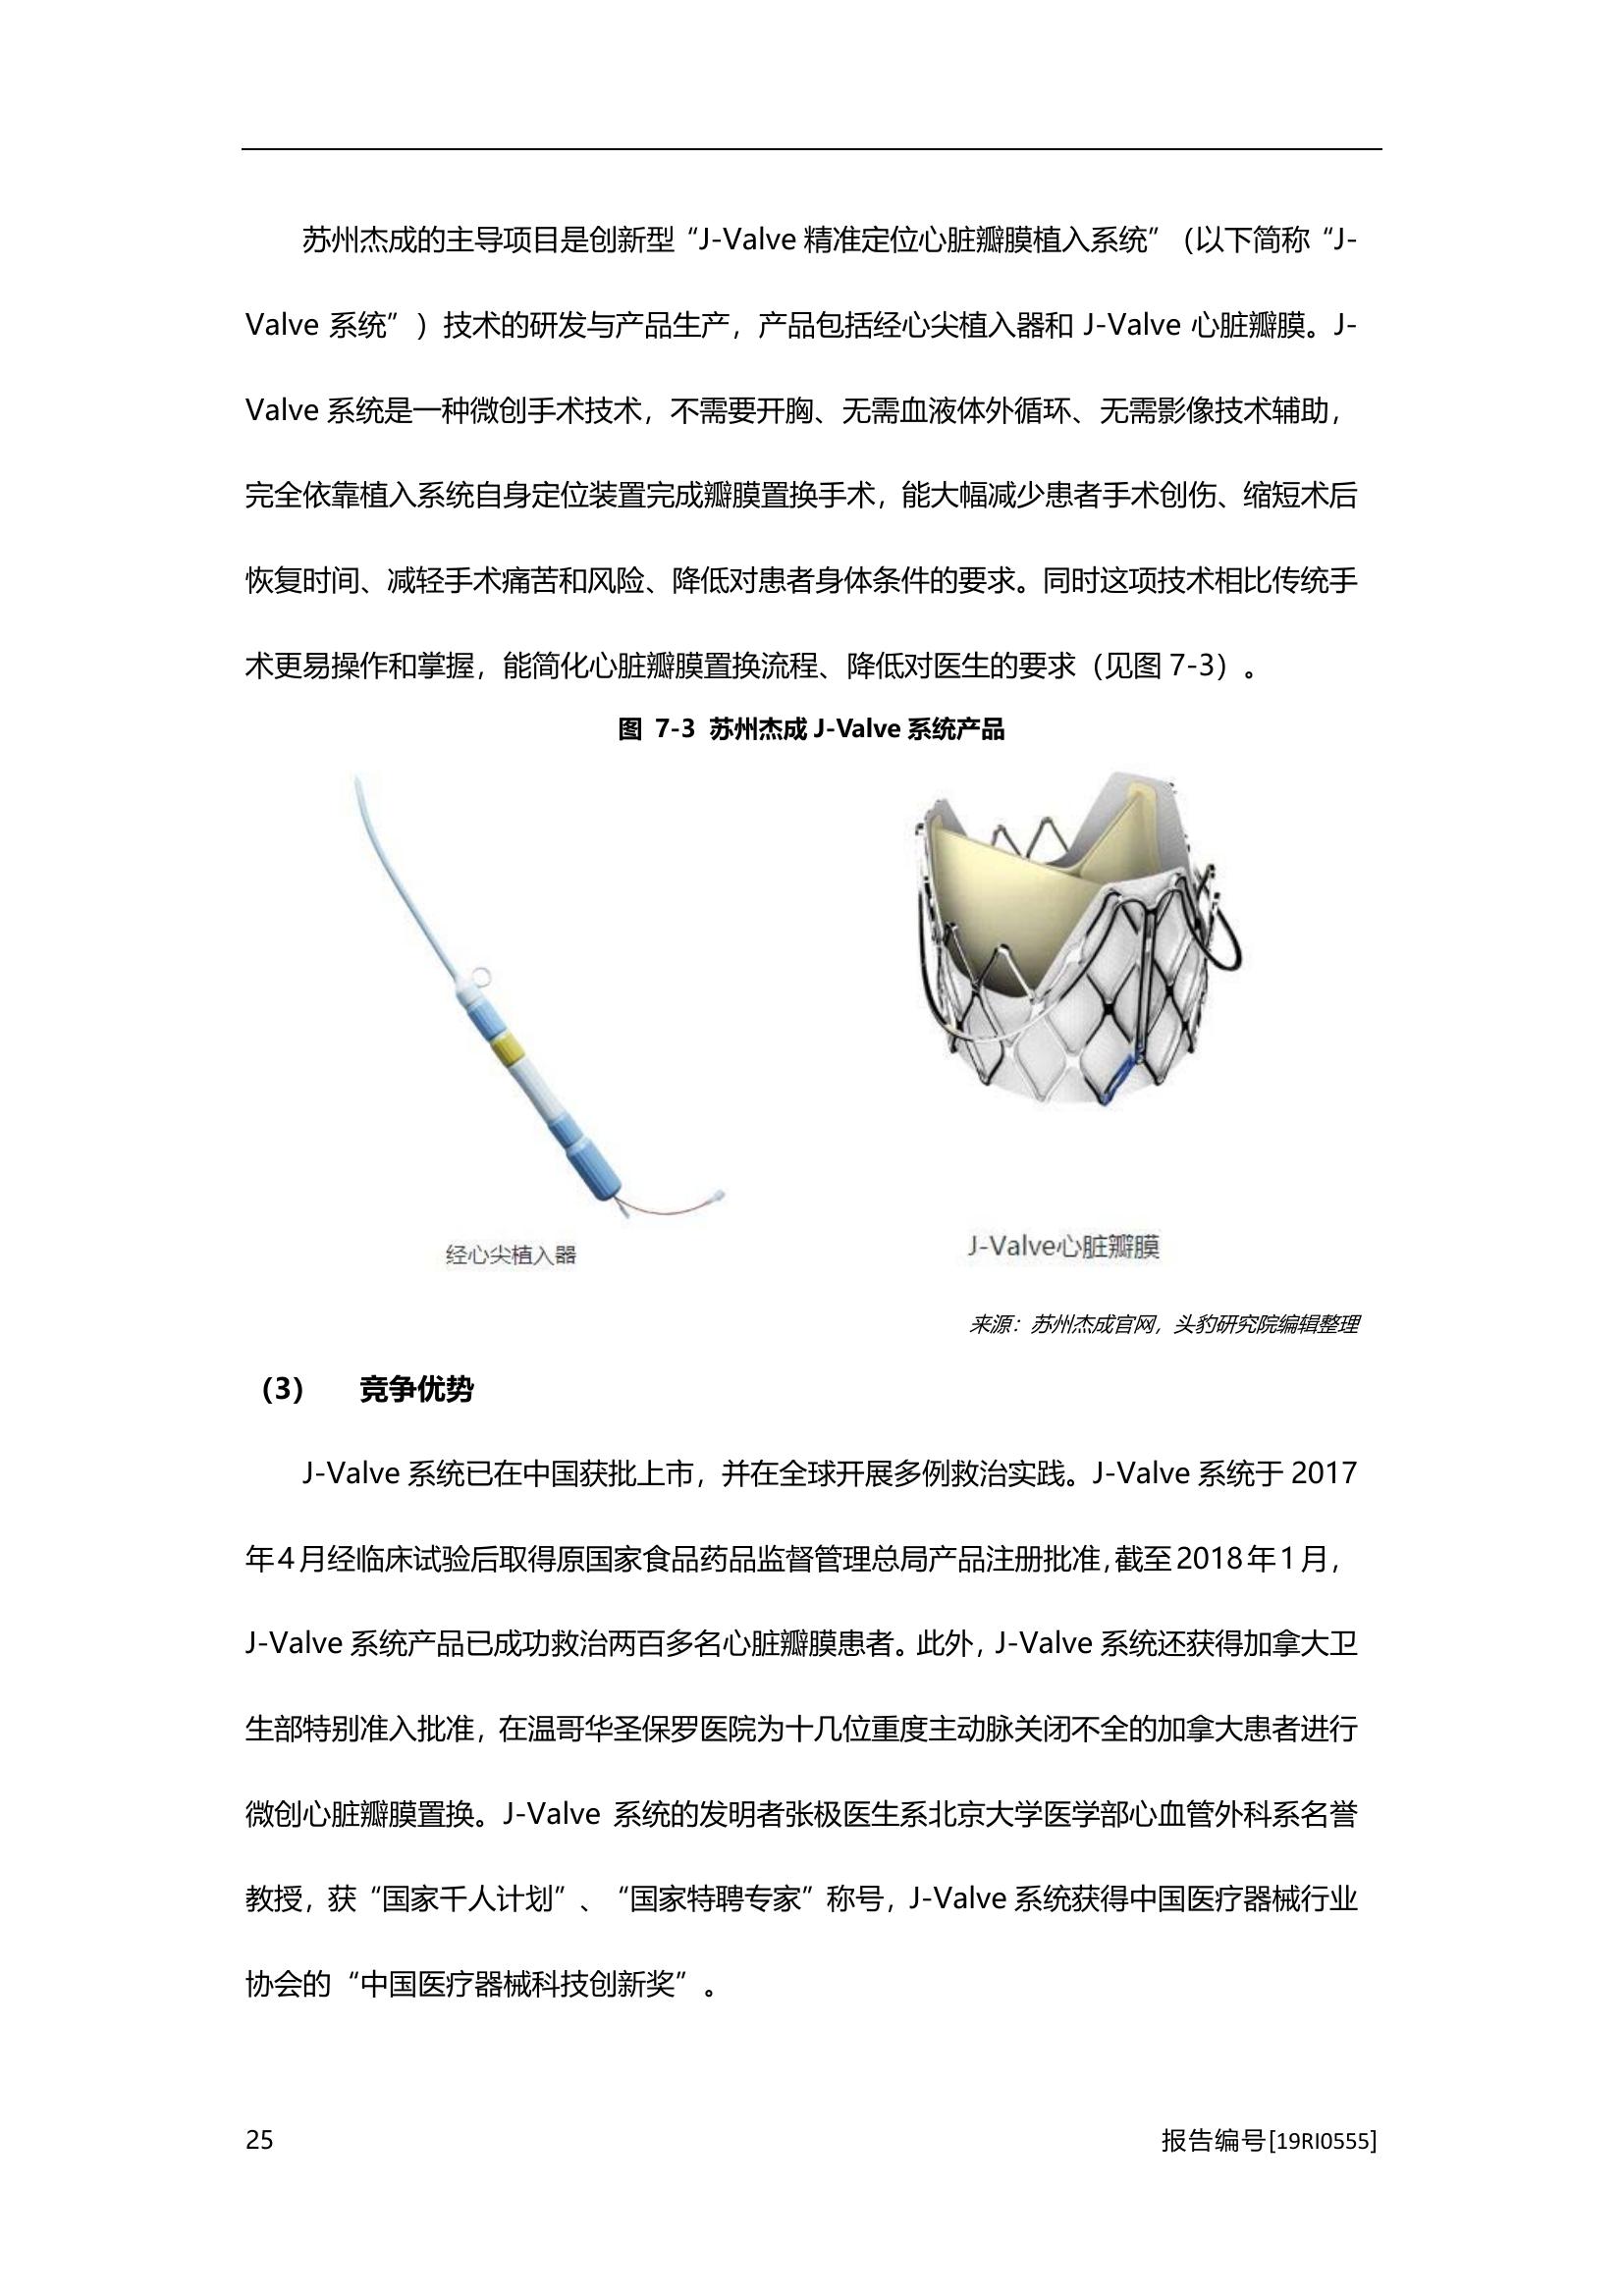 苏州杰成的主导项目是创新型“J-Valve 精准定位心脏瓣膜植入系统”（以下简称“J-
Valve 系统”）技术的研发与产品生产，产品包括经心尖植入器和 J-Valve 心脏瓣膜。J-
Valve 系统是一种微创手术技术，不需要开胸、无需血液体外循环、无需影像技术辅助，
完全依靠植入系统自身定位装置完成瓣膜置换手术，能大幅减少患者手术创伤、缩短术后
恢复时间、减轻手术痛苦和风险、降低对患者身体条件的要求。同时这项技术相比传统手
术更易操作和掌握，能简化心脏瓣膜置换流程、降低对医生的要求（见图 7-3）。
图 7-3 苏州杰成 J-Valve 系统产品
经心尖植入器
J-Valve心脏瓣膜
来源：苏州杰成官网，头豹研究院编辑整理
（3） 竞争优势
J-Valve 系统已在中国获批上市，并在全球开展多例救治实践。J-Valve 系统于 2017
年 4 月经临床试验后取得原国家食品药品监督管理总局产品注册批准，截至 2018 年 1 月，
J-Valve 系统产品已成功救治两百多名心脏瓣膜患者。此外，J-Valve 系统还获得加拿大卫
生部特别准入批准，在温哥华圣保罗医院为十几位重度主动脉关闭不全的加拿大患者进行
微创心脏瓣膜置换。J-Valve 系统的发明者张极医生系北京大学医学部心血管外科系名誉
教授，获“国家千人计划”、“国家特聘专家”称号，J-Valve 系统获得中国医疗器械行业
协会的“中国医疗器械科技创新奖”。
25
报告编号[19RI0555]